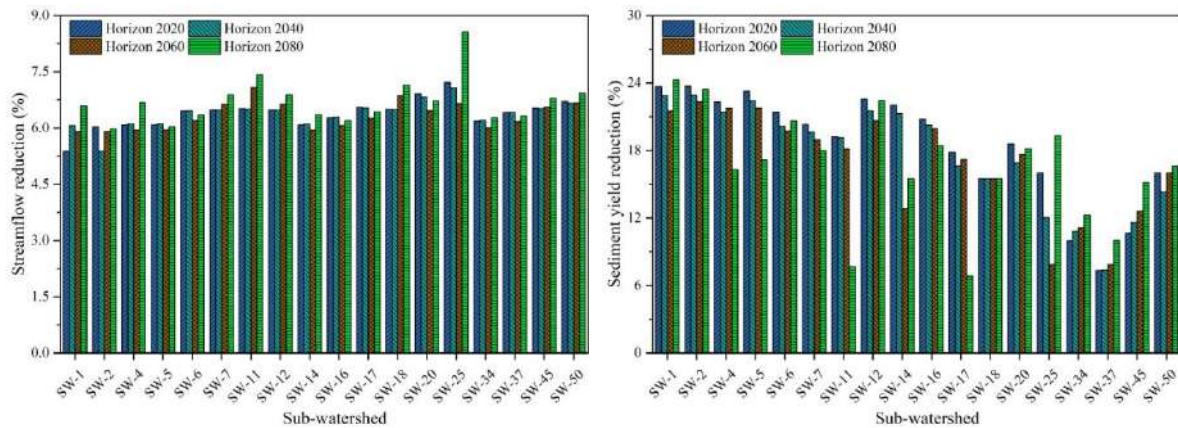 9.0
7.5
6.0
4.5
3.0
1.5
0.0
Streamflow reduction (%)
Horizon 2020 Horizon 2040
Horizon 2060 Horizon 2080
SW-1 SW-2 SW-4 SW-5 SW-6 SW-7 SW-11 SW-12 SW-14 SW-16 SW-17 SW-18 SW-20 SW-25 SW-34 SW-37 SW-45 SW-50
Sub-watershed
30
24
18
12
6
0
Sediment yield reduction (%)
Horizon 2020 Horizon 2040
Horizon 2060 Horizon 2080
SW-1 SW-2 SW-4 SW-5 SW-6 SW-7 SW-11 SW-12 SW-14 SW-16 SW-17 SW-18 SW-20 SW-25 SW-34 SW-37 SW-45 SW-50
Sub-watershed